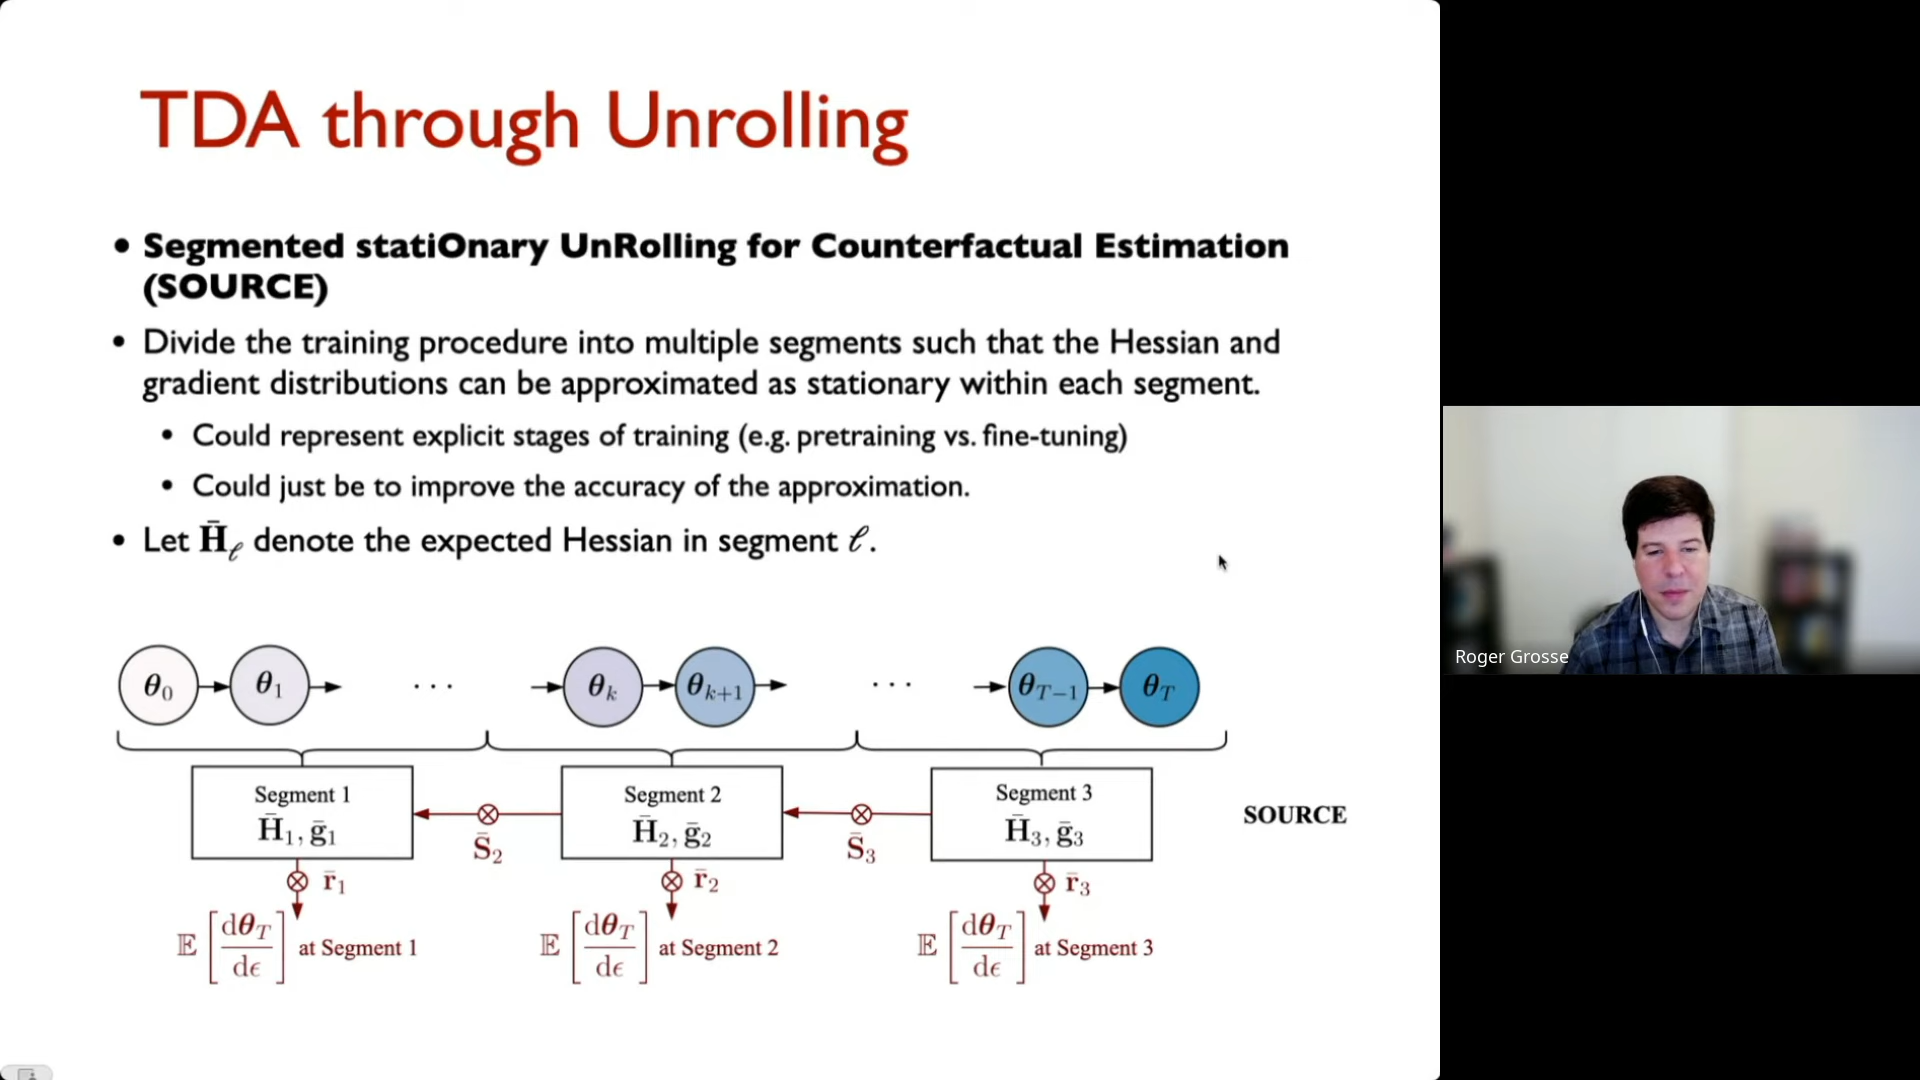 TDA through Unrolling
• Segmented statiOnary UnRolling for Counterfactual Estimation
(SOURCE)
• Divide the training procedure into multiple segments such that the Hessian and
gradient distributions can be approximated as stationary within each segment.
• Could represent explicit stages of training (e.g. pretraining vs. fine-tuning)
• Could just be to improve the accuracy of the approximation.
• Let H̄_ℓ denote the expected Hessian in segment ℓ.
θ₀ θ₁ · · · θ_k θ_{k+1} · · · θ_{T−1} θ_T
Segment 1 Segment 2 Segment 3
H̄₁, ḡ₁ S̄₂ H̄₂, ḡ₂ S̄₃ H̄₃, ḡ₃ SOURCE
r̄₁ r̄₂ r̄₃
𝔼 [dθ_T/dϵ] at Segment 1 𝔼 [dθ_T/dϵ] at Segment 2 𝔼 [dθ_T/dϵ] at Segment 3
Roger Grosse